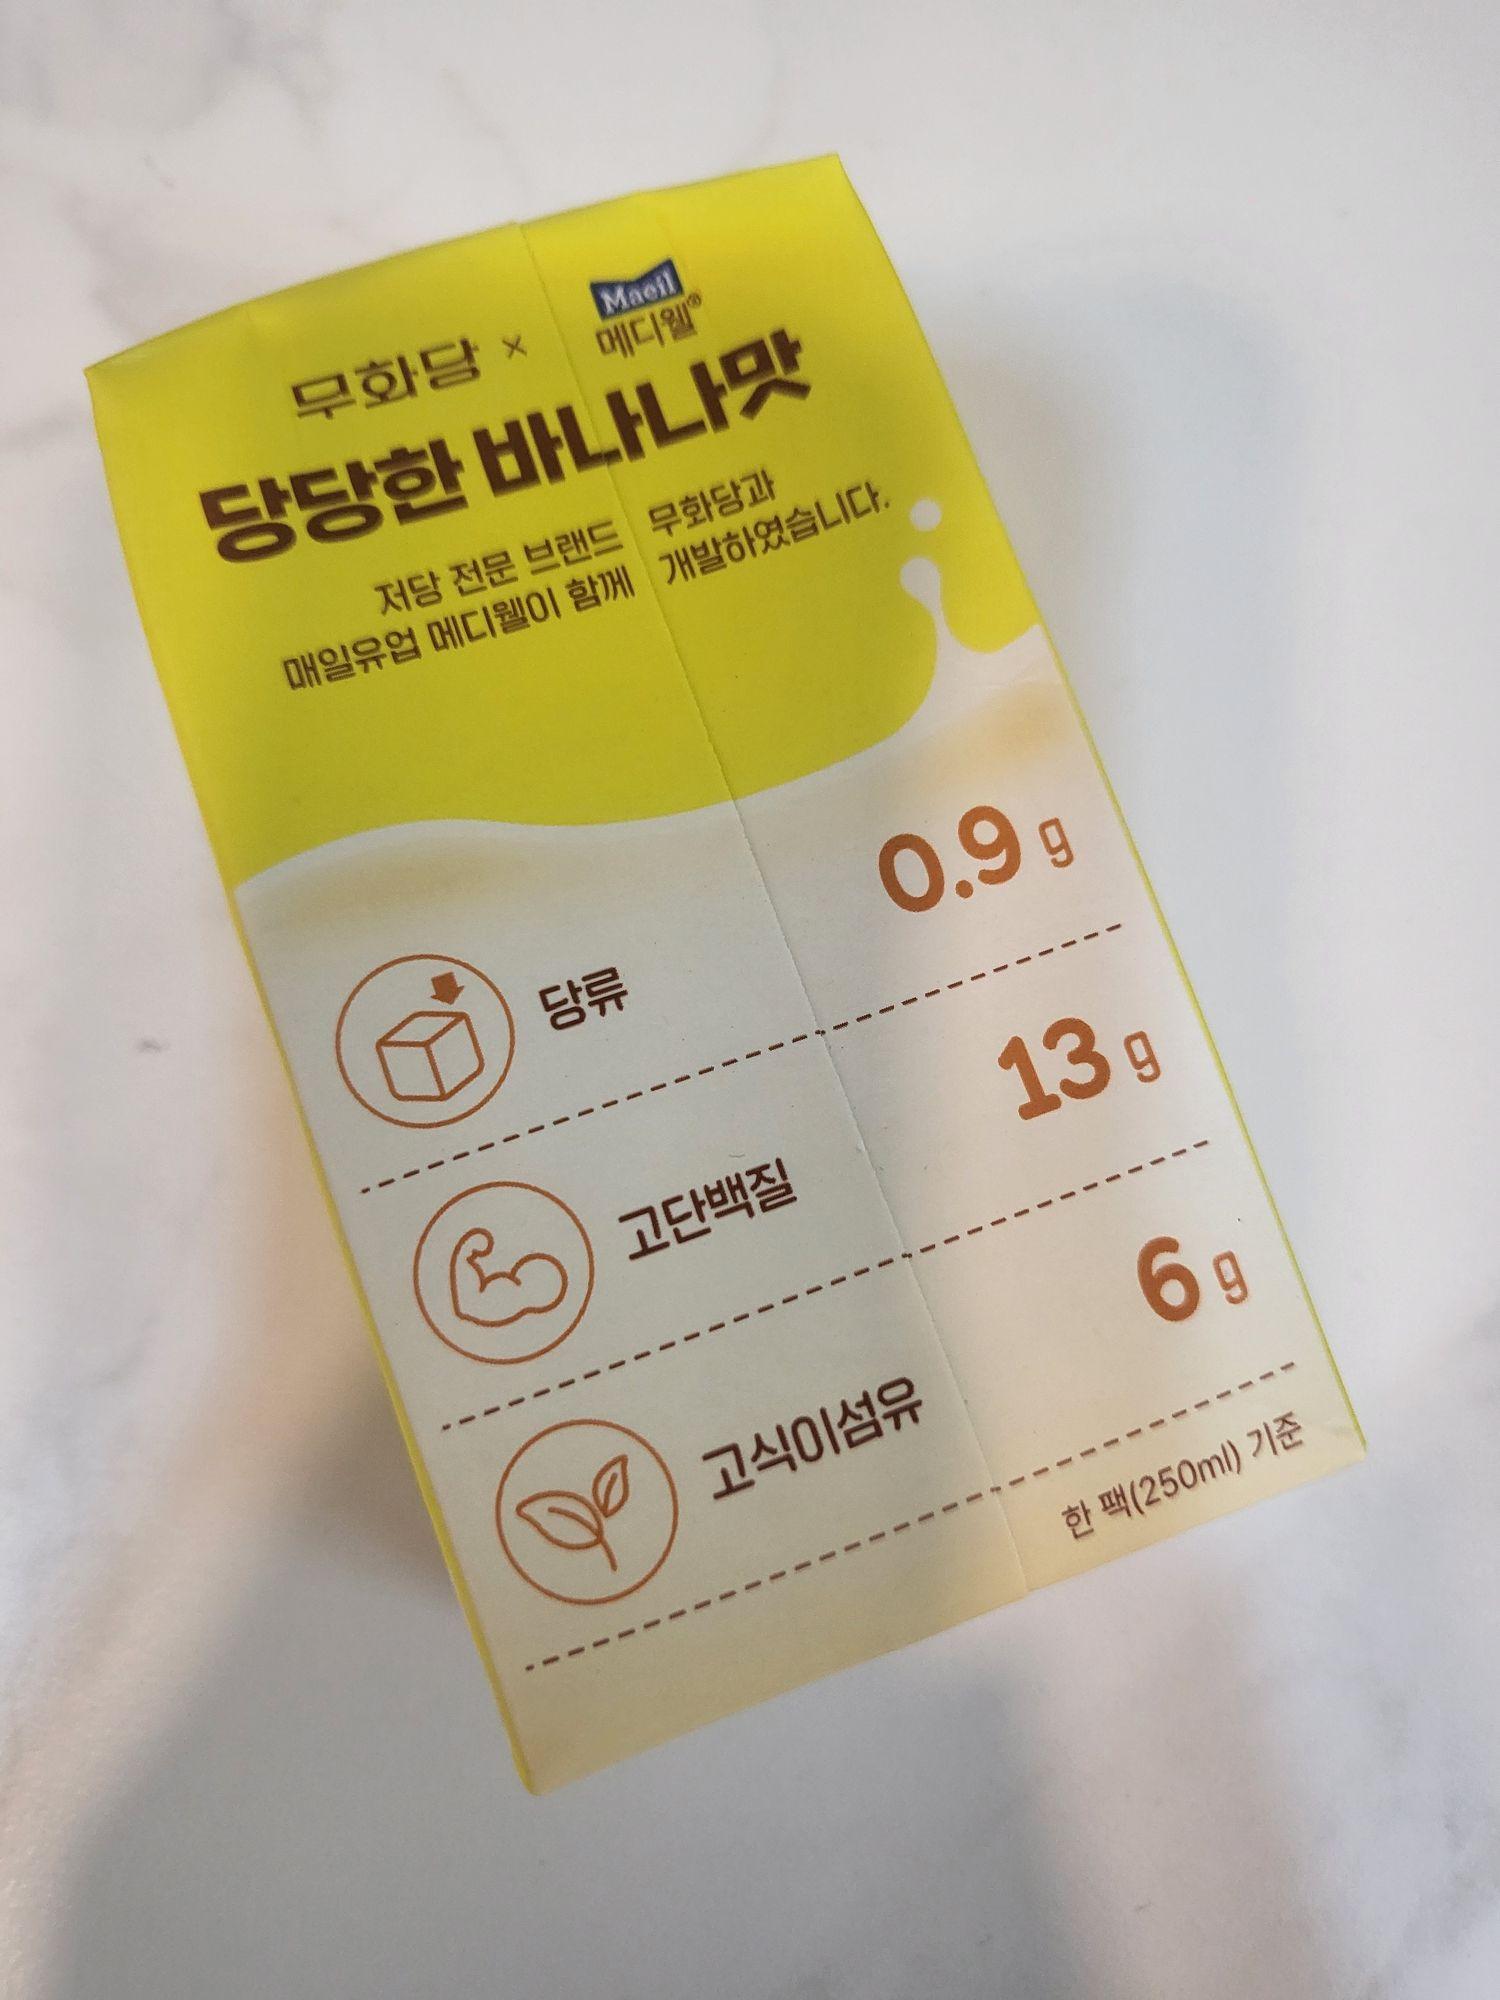 무화당 × Maeil 메디웰®
당당한 바나나맛
저당 전문 브랜드 무화당과
매일유업 메디웰이 함께 개발하였습니다.
당류 0.9 g
고단백질 13 g
고식이섬유 6 g
한 팩(250ml) 기준